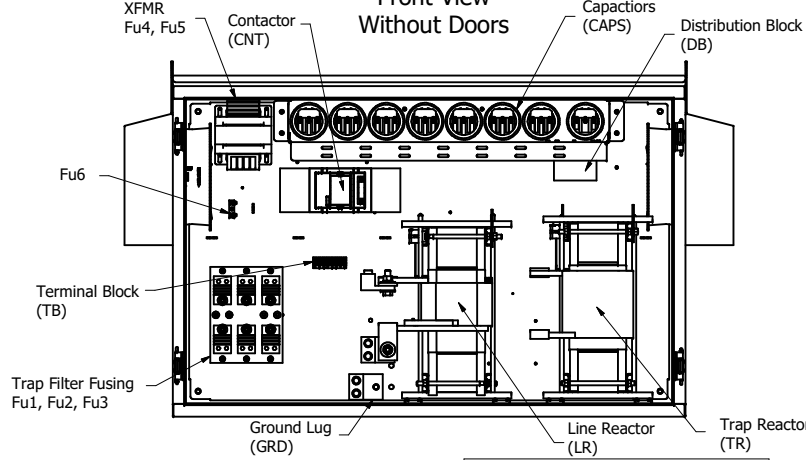 Front View
Without Doors
XFMR
Fu4, Fu5
Contactor
(CNT)
Capactiors
(CAPS)
Distribution Block
(DB)
Fu6
Terminal Block
(TB)
Trap Filter Fusing
Fu1, Fu2, Fu3
Ground Lug
(GRD)
Line Reactor
(LR)
Trap Reactor
(TR)